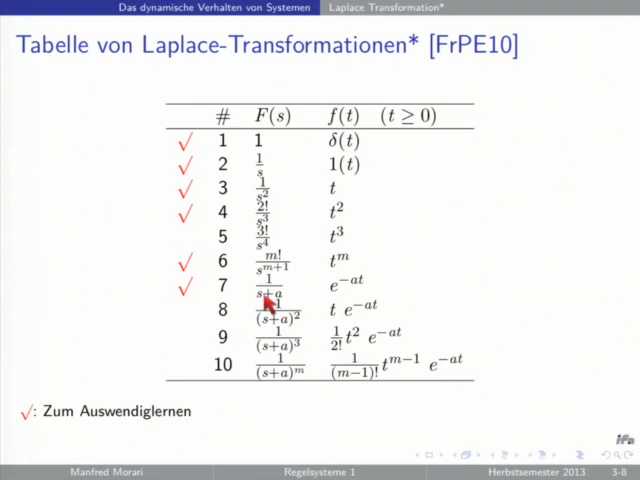 Das dynamische Verhalten von Systemen Laplace Transformation*
Tabelle von Laplace-Transformationen* [FrPE10]
# F(s) f(t) (t ≥ 0)
√ 1 1 δ(t)
√ 2 1/s 1(t)
√ 3 1/s² t
√ 4 2!/s³ t²
5 3!/s⁴ t³
√ 6 m!/s^{m+1} t^m
√ 7 1/(s+a) e^{−at}
8 1/(s+a)² t e^{−at}
9 1/(s+a)³ 1/2! t² e^{−at}
10 1/(s+a)^m 1/(m−1)! t^{m−1} e^{−at}
√: Zum Auswendiglernen
ifa
Manfred Morari Regelsysteme 1 Herbstsemester 2013 3-8